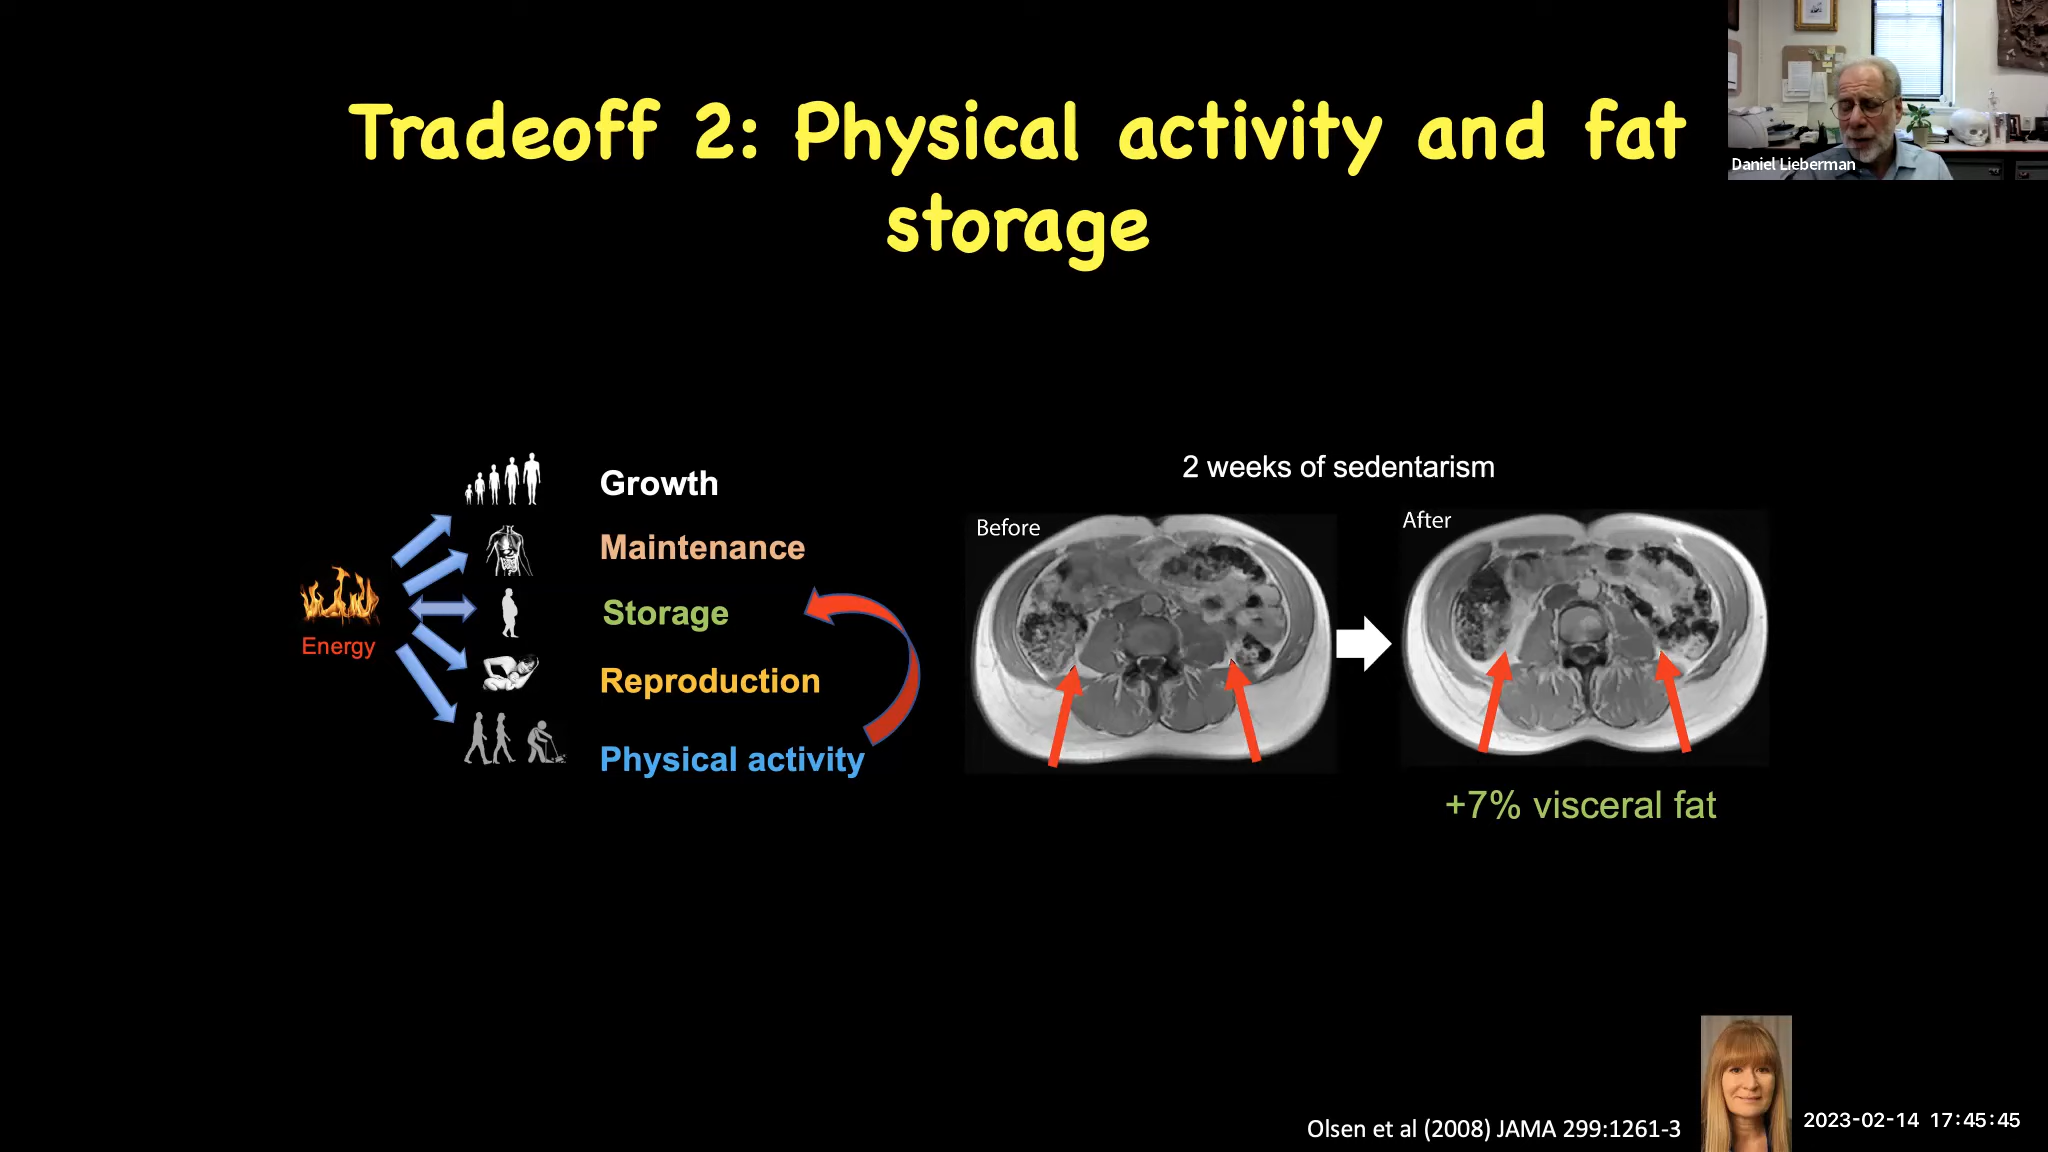 Tradeoff 2: Physical activity and fat
storage
Daniel Lieberman
Energy
Growth
Maintenance
Storage
Reproduction
Physical activity
2 weeks of sedentarism
Before
After
+7% visceral fat
Olsen et al (2008) JAMA 299:1261-3
2023-02-14 17:45:45